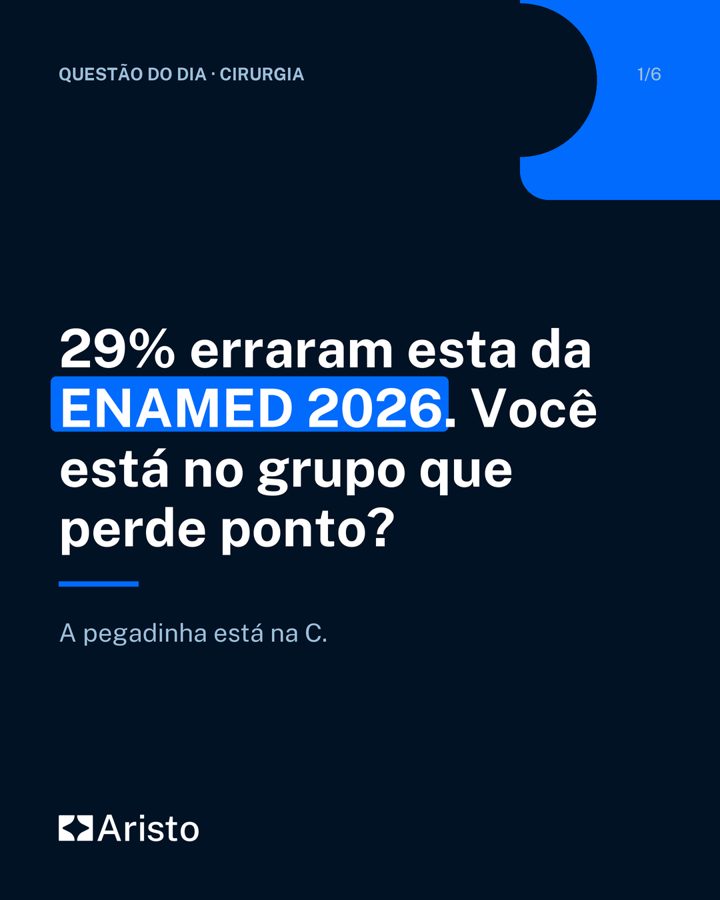 QUESTÃO DO DIA · CIRURGIA
1/6
29% erraram esta da
ENAMED 2026. Você
está no grupo que
perde ponto?
A pegadinha está na C.
Aristo